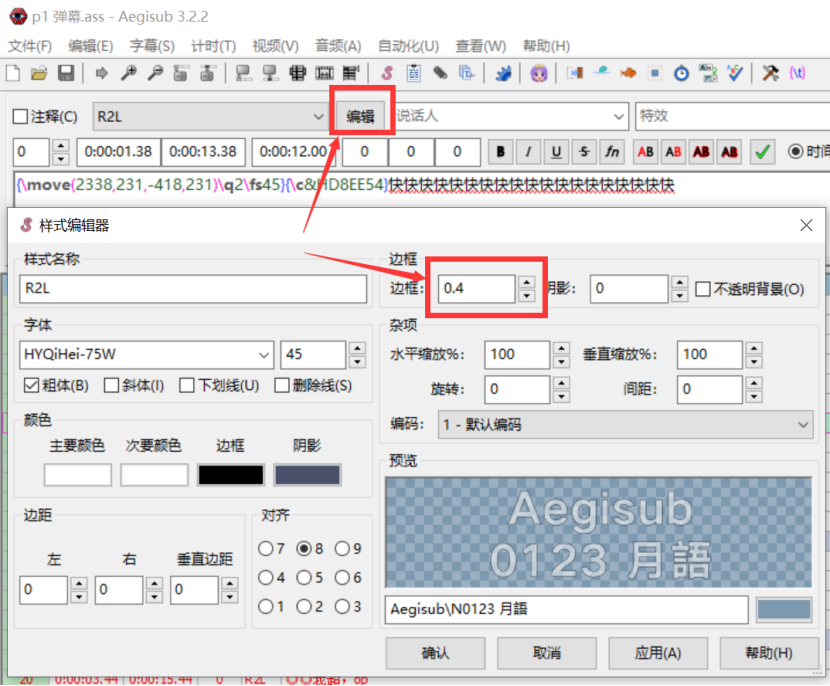 p1 弹幕.ass - Aegisub 3.2.2
文件(F) 编辑(E) 字幕(S) 计时(T) 视频(V) 音频(A) 自动化(U) 查看(W) 帮助(H)
注释(C) R2L 编辑 说话人 特效
0 0:00:01.38 0:00:13.38 0:00:12.00 0 0 0 B I U S fn AB AB AB AB 时间
{\move(2338,231,-418,231)\q2\fs45}{\c&HD8EE54}快快快快快快快快快快快快快快快快快快快
样式编辑器
样式名称
R2L
边框
边框: 0.4 阴影: 0 不透明背景(O)
字体
HYQiHei-75W 45
粗体(B) 斜体(I) 下划线(U) 删除线(S)
杂项
水平缩放%: 100 垂直缩放%: 100
旋转: 0 间距: 0
编码: 1 - 默认编码
颜色
主要颜色 次要颜色 边框 阴影
预览
Aegisub
0123 月語
Aegisub\N0123 月語
边距
左 右 垂直边距
0 0 0
对齐
7 8 9
4 5 6
1 2 3
确认 取消 应用(A) 帮助(H)
20 0:00:03.44 0:00:15.44 0 R2L